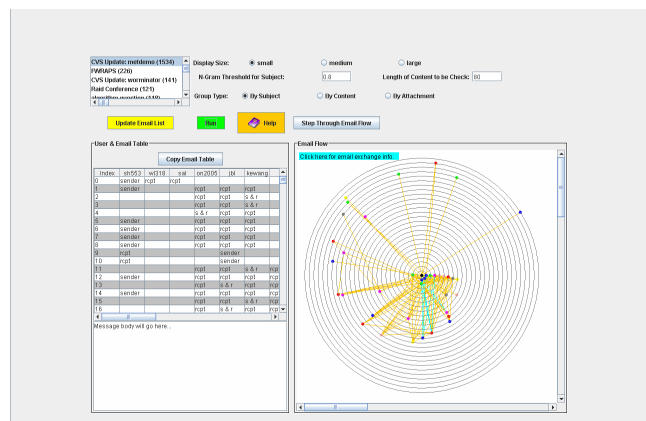 CVS Update: metdemo (1534)
FWRAPS (226)
CVS Update: worminator (141)
Raid Conference (121)
Display Size: small medium large
N-Gram Threshold for Subject: 0.8 Length of Content to be Check: 80
Group Type: By Subject By Content By Attachment
Update Email List Run Help Step Through Email Flow
User & Email Table
Copy Email Table
Index sh553 wl318 sal on2005 jbl kewang
0 sender rcpt rcpt
1 sender rcpt rcpt rcpt
2 rcpt rcpt s & r
3 rcpt rcpt s & r
4 s & r rcpt rcpt
5 sender rcpt rcpt rcpt
6 sender rcpt rcpt rcpt
7 sender rcpt rcpt rcpt
8 sender rcpt rcpt rcpt
9 rcpt sender
10 rcpt sender
11 rcpt rcpt s & r rcp
12 sender rcpt rcpt rcpt rcp
13 rcpt s & r rcpt rcp
14 sender rcpt rcpt rcpt rcp
15 rcpt rcpt s & r rcp
16 rcpt s & r rcpt rcp
Message body will go here...
Email Flow
Click here for email exchange info.